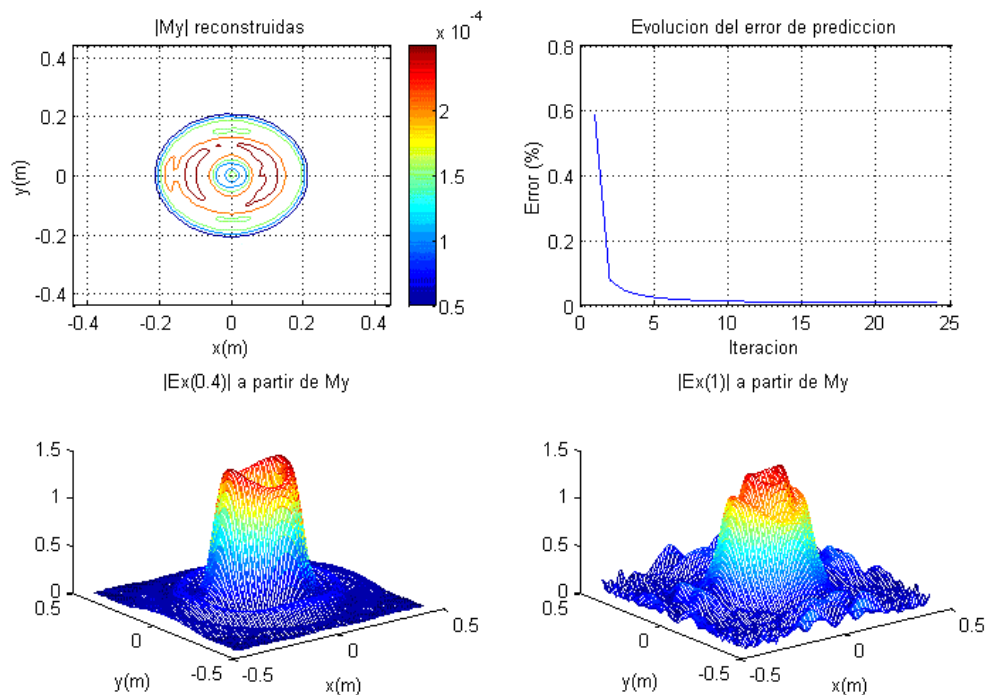 |My| reconstruidas
x 10^-4
0.4
0.2
0
-0.2
-0.4
y(m)
-0.4 -0.2 0 0.2 0.4
x(m)
2
1.5
1
0.5
Evolucion del error de prediccion
0.8
0.6
0.4
0.2
0
Error (%)
0 5 10 15 20 25
Iteracion
|Ex(0.4)| a partir de My
1.5
1
0.5
0
0.5
0
-0.5
y(m)
-0.5
0
0.5
x(m)
|Ex(1)| a partir de My
1.5
1
0.5
0
0.5
0
-0.5
y(m)
-0.5
0
0.5
x(m)